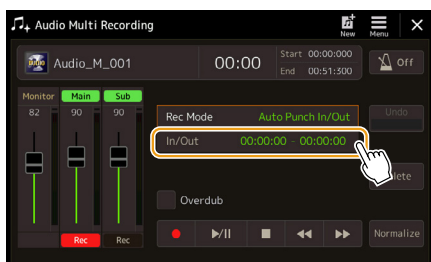 Audio Multi Recording
New
Menu
Audio_M_001
00:00
Start 00:00:000
End 00:51:300
Off
Monitor Main Sub
82 90 90
Rec Mode Auto Punch In/Out
Undo
In/Out 00:00:00 - 00:00:00
Overdub
Rec Rec
Normalize